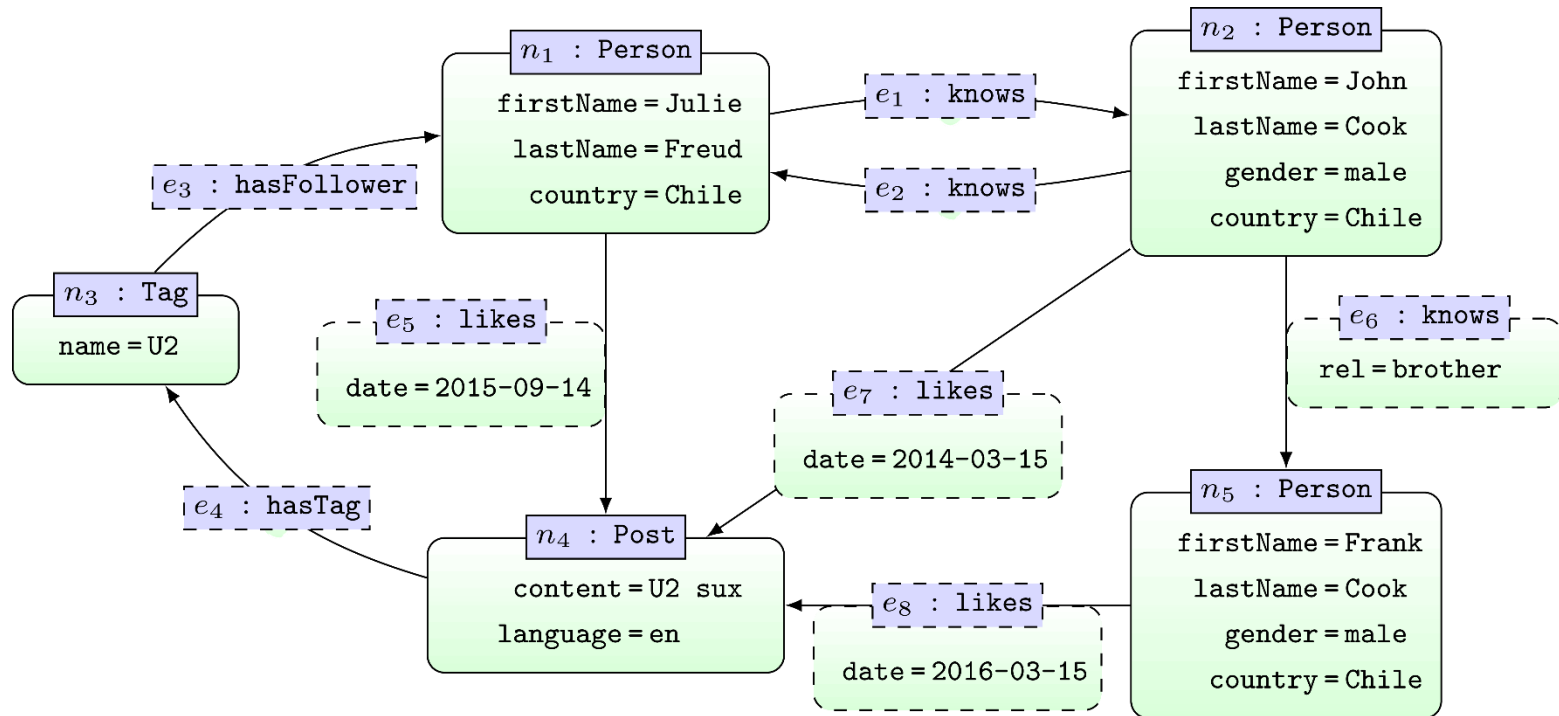 n₁ : Person
firstName = Julie
lastName = Freud
country = Chile
e₁ : knows
e₂ : knows
n₂ : Person
firstName = John
lastName = Cook
gender = male
country = Chile
e₃ : hasFollower
n₃ : Tag
name = U2
e₅ : likes
date = 2015-09-14
e₇ : likes
date = 2014-03-15
e₆ : knows
rel = brother
e₄ : hasTag
n₄ : Post
content = U2 sux
language = en
e₈ : likes
date = 2016-03-15
n₅ : Person
firstName = Frank
lastName = Cook
gender = male
country = Chile